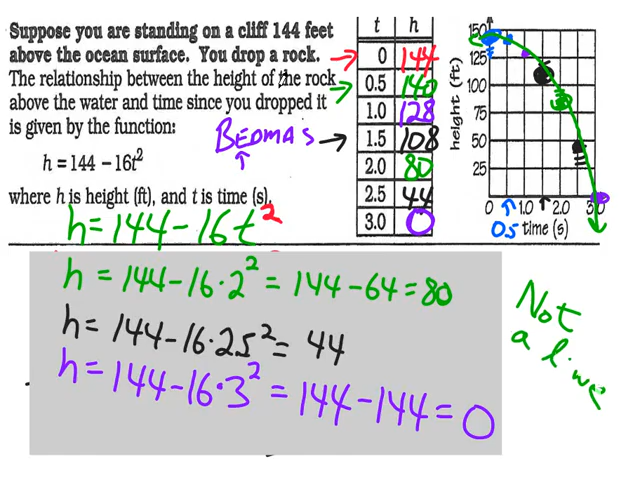 Suppose you are standing on a cliff 144 feet
above the ocean surface. You drop a rock.
The relationship between the height of the rock
above the water and time since you dropped it
is given by the function:
h = 144 – 16t²
where h is height (ft), and t is time (s).
BEDMAS
t h
0 144
0.5 140
1.0 128
1.5 108
2.0 80
2.5 44
3.0 0
height (ft)
150
125
100
75
50
25
0 1.0 2.0 3.0
0.5 time (s)
h = 144 - 16t²
h = 144 - 16·2² = 144 - 64 = 80
h = 144 - 16·25² = 44
h = 144 - 16·3² = 144 - 144 = 0
Not
a line